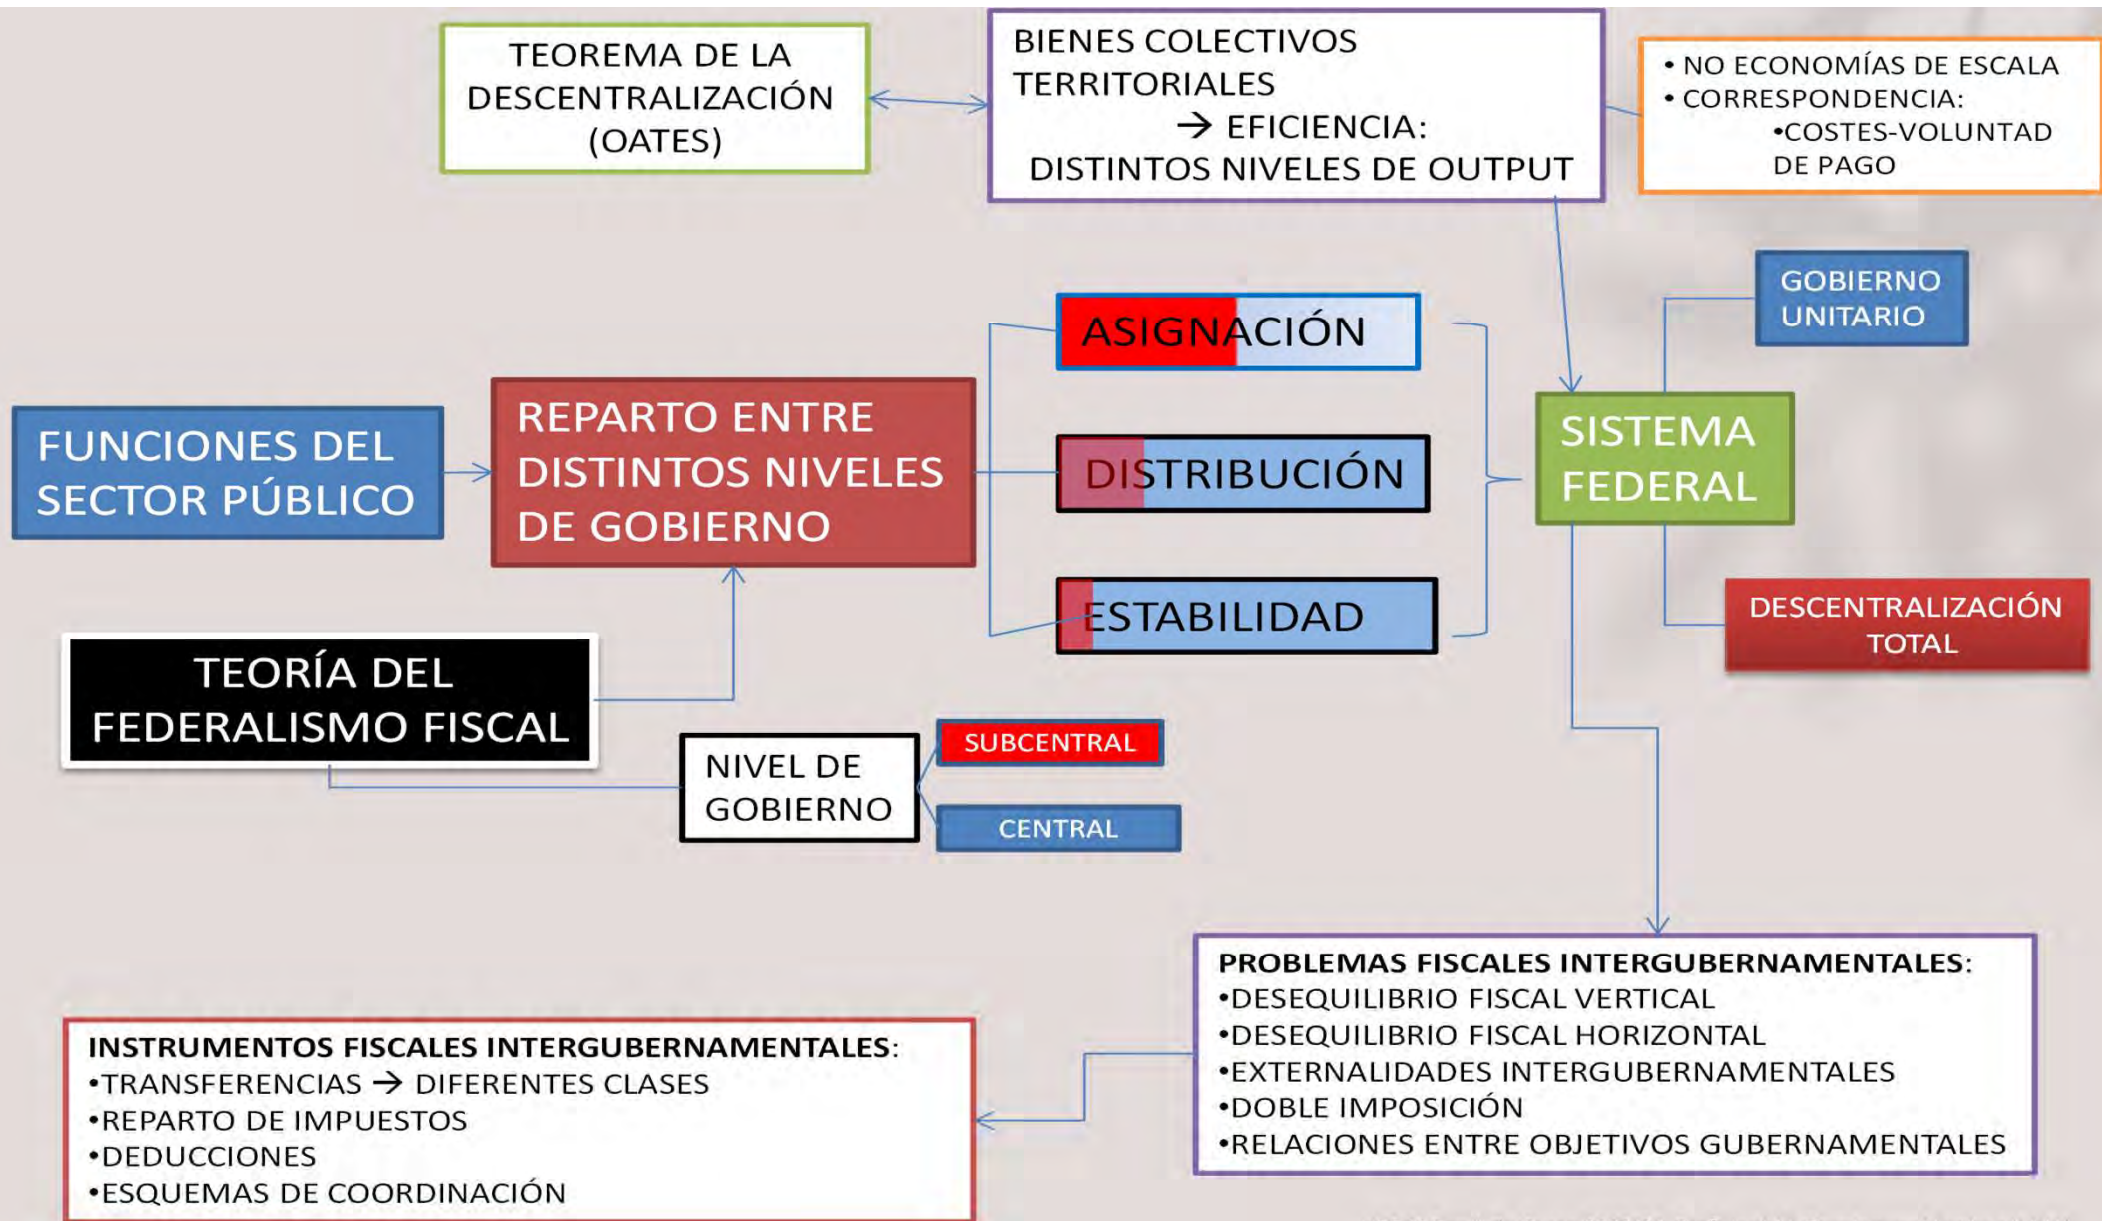 TEOREMA DE LA
DESCENTRALIZACIÓN
(OATES)
BIENES COLECTIVOS
TERRITORIALES
→ EFICIENCIA:
DISTINTOS NIVELES DE OUTPUT
• NO ECONOMÍAS DE ESCALA
• CORRESPONDENCIA:
•COSTES-VOLUNTAD
DE PAGO
GOBIERNO
UNITARIO
ASIGNACIÓN
FUNCIONES DEL
SECTOR PÚBLICO
REPARTO ENTRE
DISTINTOS NIVELES
DE GOBIERNO
DISTRIBUCIÓN
SISTEMA
FEDERAL
ESTABILIDAD
DESCENTRALIZACIÓN
TOTAL
TEORÍA DEL
FEDERALISMO FISCAL
NIVEL DE
GOBIERNO
SUBCENTRAL
CENTRAL
PROBLEMAS FISCALES INTERGUBERNAMENTALES:
•DESEQUILIBRIO FISCAL VERTICAL
•DESEQUILIBRIO FISCAL HORIZONTAL
•EXTERNALIDADES INTERGUBERNAMENTALES
•DOBLE IMPOSICIÓN
•RELACIONES ENTRE OBJETIVOS GUBERNAMENTALES
INSTRUMENTOS FISCALES INTERGUBERNAMENTALES:
•TRANSFERENCIAS → DIFERENTES CLASES
•REPARTO DE IMPUESTOS
•DEDUCCIONES
•ESQUEMAS DE COORDINACIÓN